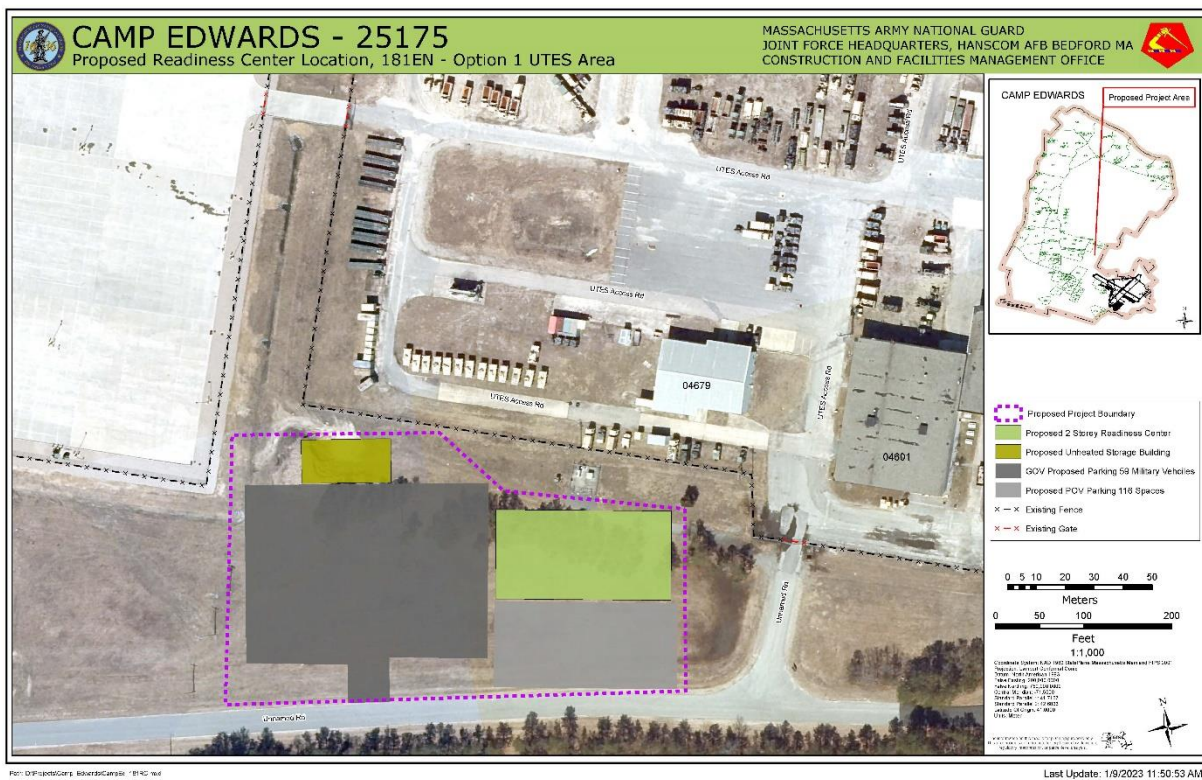 CAMP EDWARDS - 25175
Proposed Readiness Center Location, 181EN - Option 1 UTES Area
MASSACHUSETTS ARMY NATIONAL GUARD
JOINT FORCE HEADQUARTERS, HANSCOM AFB BEDFORD MA
CONSTRUCTION AND FACILITIES MANAGEMENT OFFICE
CAMP EDWARDS
Proposed Project Area
UTES Access Rd
UTES Access Rd
UTES Access Rd
UTES Access Rd
UTES Access Rd
04679
04601
Unnamed Rd
Unnamed Rd
Proposed Project Boundary
Proposed 2 Storey Readiness Center
Proposed Unheated Storage Building
GOV Proposed Parking 59 Military Vehciles
Proposed POV Parking 116 Spaces
Existing Fence
Existing Gate
0 5 10 20 30 40 50
Meters
0 50 100 200
Feet
1:1,000
N
Last Update: 1/9/2023 11:50:53 AM